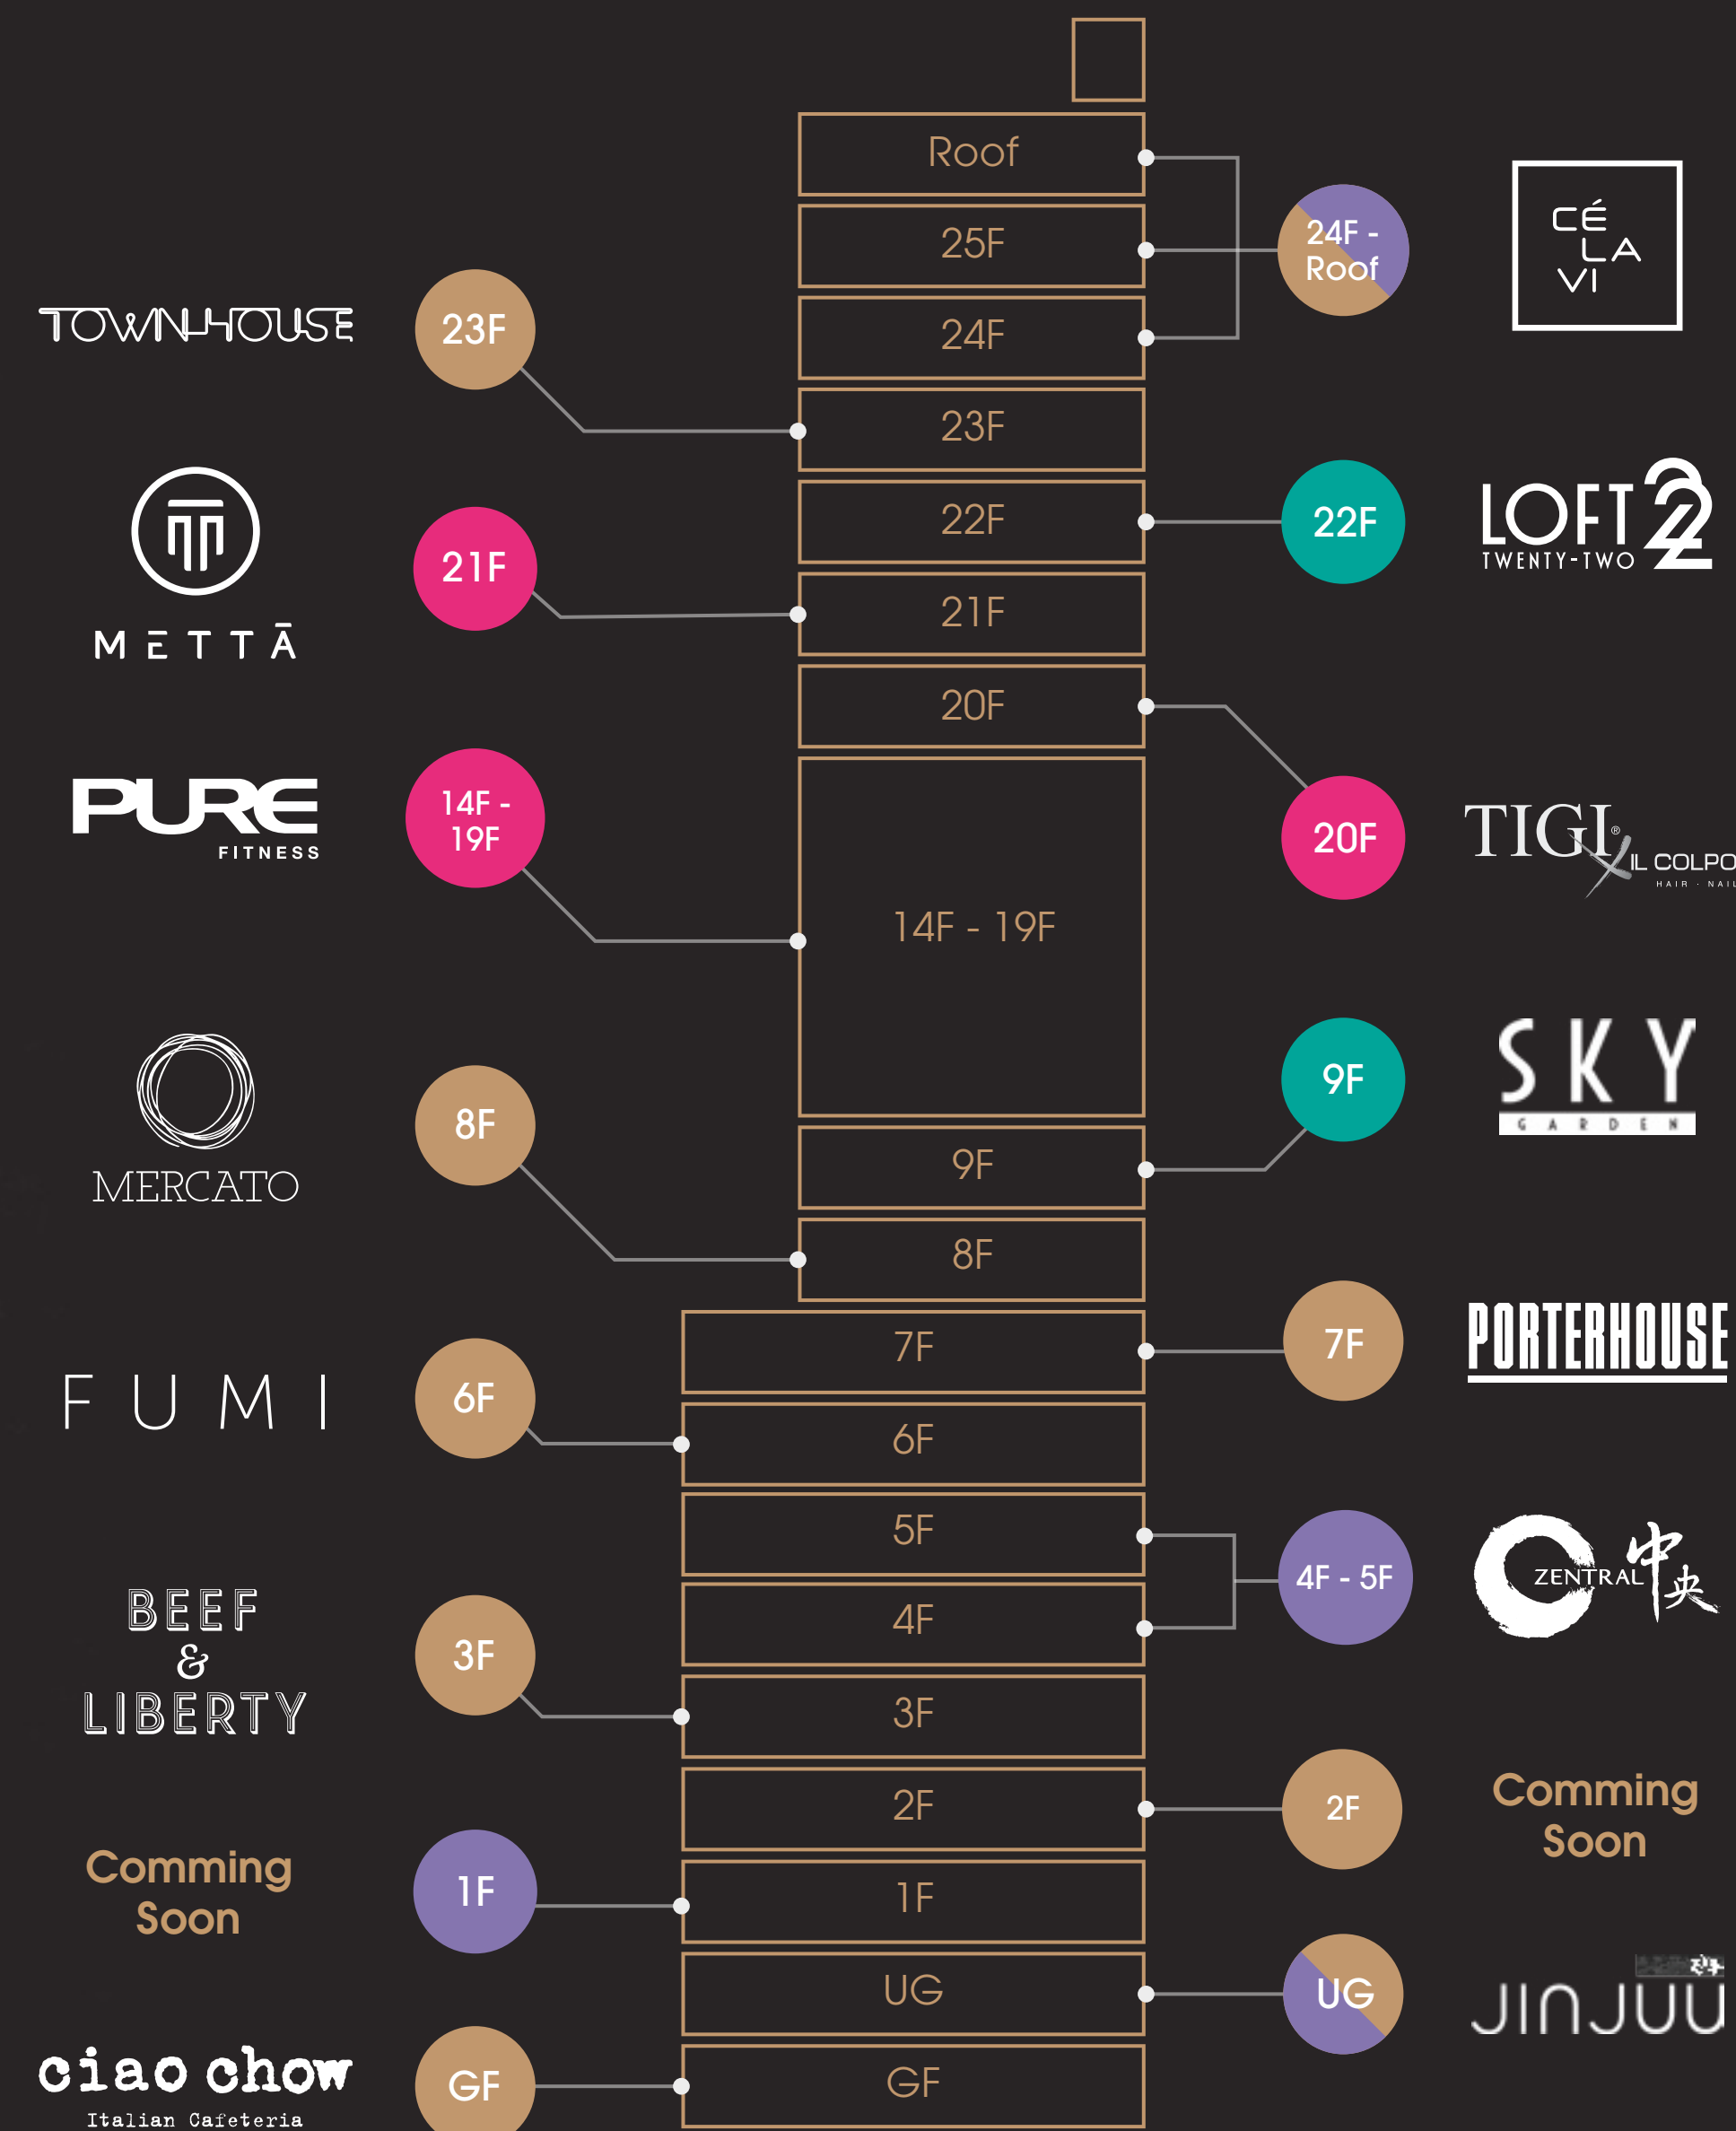 Roof
25F
24F
23F
22F
21F
20F
14F - 19F
9F
8F
7F
6F
5F
4F
3F
2F
1F
UG
GF
TOWNHOUSE
23F
METTĀ
21F
PURE
FITNESS
14F -
19F
MERCATO
8F
FUMI
6F
BEEF
&
LIBERTY
3F
Comming
Soon
1F
ciao chow
Italian Cafeteria
GF
24F -
Roof
CÉ
LA
VI
22F
LOFT 22
TWENTY-TWO
20F
TIGI®
IL COLPO
HAIR · NAIL
9F
SKY
GARDEN
7F
PORTERHOUSE
4F - 5F
ZENTRAL 中央
2F
Comming
Soon
UG
진주
JINJUU